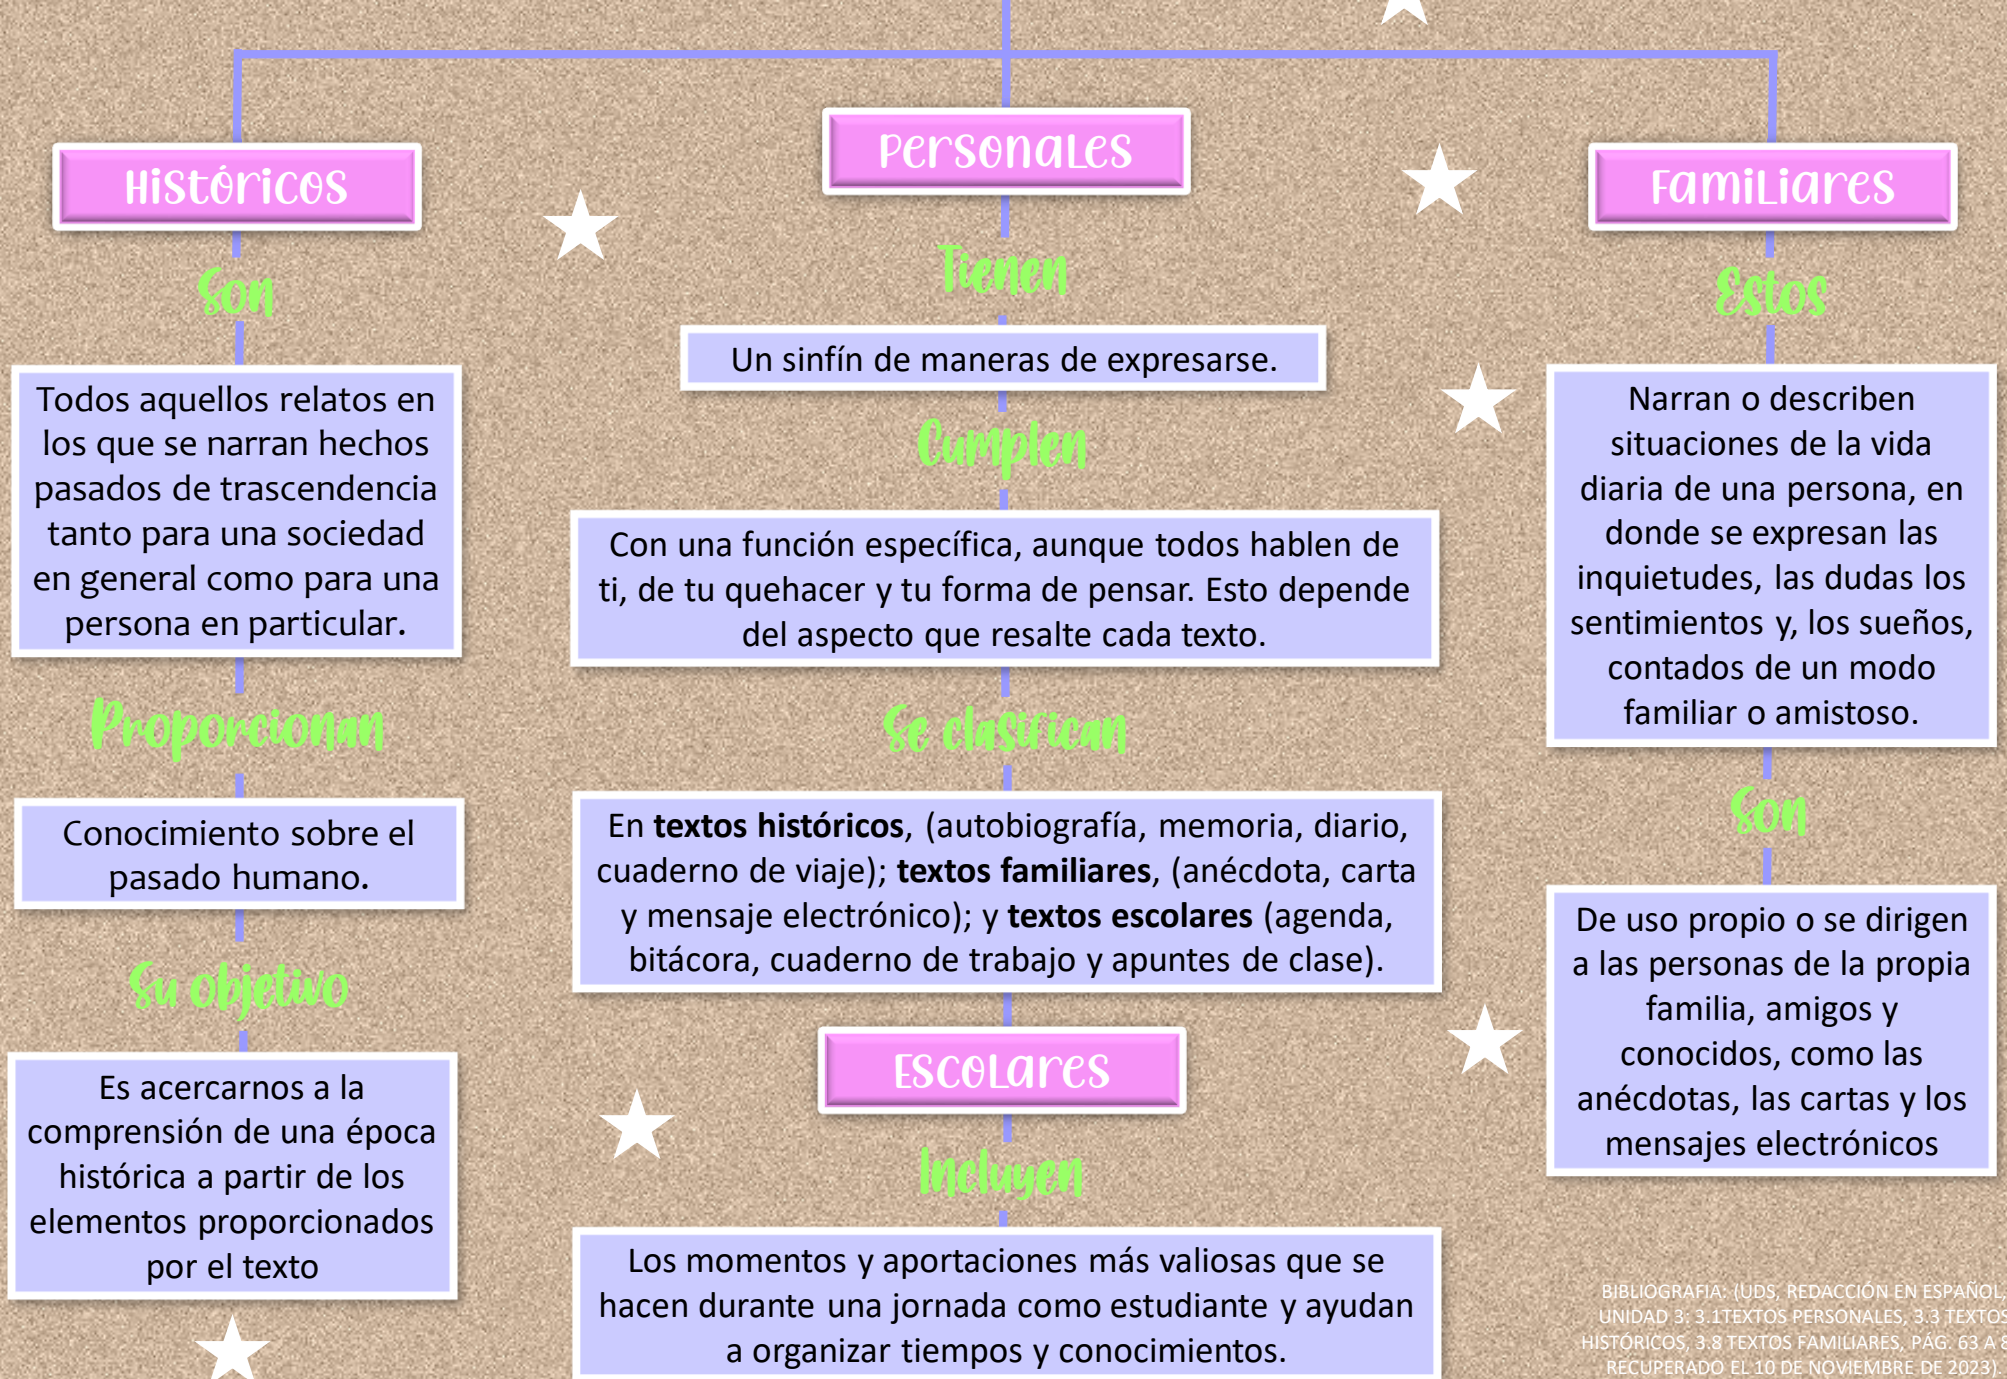 Históricos
Son
Todos aquellos relatos en
los que se narran hechos
pasados de trascendencia
tanto para una sociedad
en general como para una
persona en particular.
Proporcionan
Conocimiento sobre el
pasado humano.
Su objetivo
Es acercarnos a la
comprensión de una época
histórica a partir de los
elementos proporcionados
por el texto
Personales
Tienen
Un sinfín de maneras de expresarse.
Cumplen
Con una función específica, aunque todos hablen de
ti, de tu quehacer y tu forma de pensar. Esto depende
del aspecto que resalte cada texto.
Se clasifican
En textos históricos, (autobiografía, memoria, diario,
cuaderno de viaje); textos familiares, (anécdota, carta
y mensaje electrónico); y textos escolares (agenda,
bitácora, cuaderno de trabajo y apuntes de clase).
Escolares
Incluyen
Los momentos y aportaciones más valiosas que se
hacen durante una jornada como estudiante y ayudan
a organizar tiempos y conocimientos.
Familiares
Estos
Narran o describen
situaciones de la vida
diaria de una persona, en
donde se expresan las
inquietudes, las dudas los
sentimientos y, los sueños,
contados de un modo
familiar o amistoso.
Son
De uso propio o se dirigen
a las personas de la propia
familia, amigos y
conocidos, como las
anécdotas, las cartas y los
mensajes electrónicos
BIBLIOGRAFIA: (UDS, REDACCIÓN EN ESPAÑOL,
UNIDAD 3: 3.1TEXTOS PERSONALES, 3.3 TEXTOS
HISTÓRICOS, 3.8 TEXTOS FAMILIARES, PÁG. 63 A
RECUPERADO EL 10 DE NOVIEMBRE DE 2023).